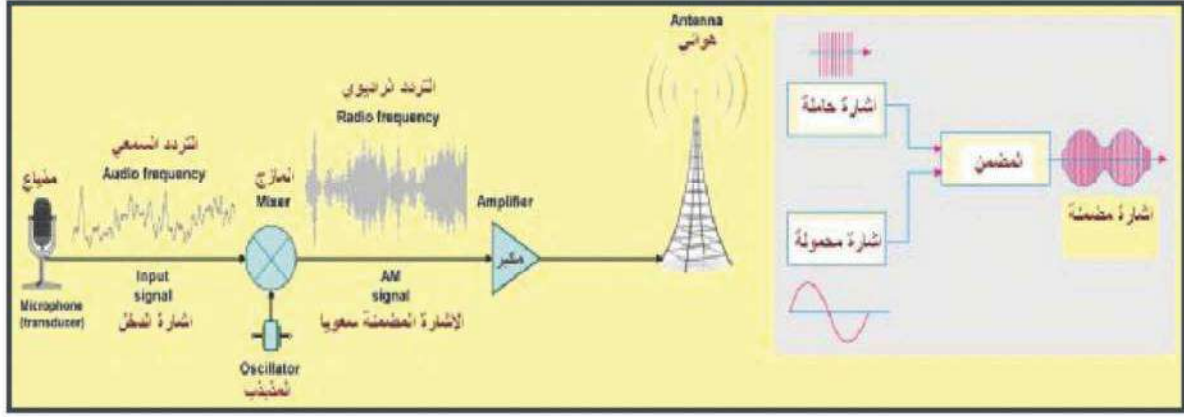 Antenna
هوائي
التردد الراديوي
Radio frequency
التردد السمعي
Audio frequency
مذياع
المازج
Mixer
Amplifier
مكبر
Input
signal
اشارة الدخل
AM
signal
الاشارة المضمنة سعويا
Microphone
(transducer)
Oscillator
المذبذب
اشارة حاملة
المضمن
اشارة محمولة
اشارة مضمنة